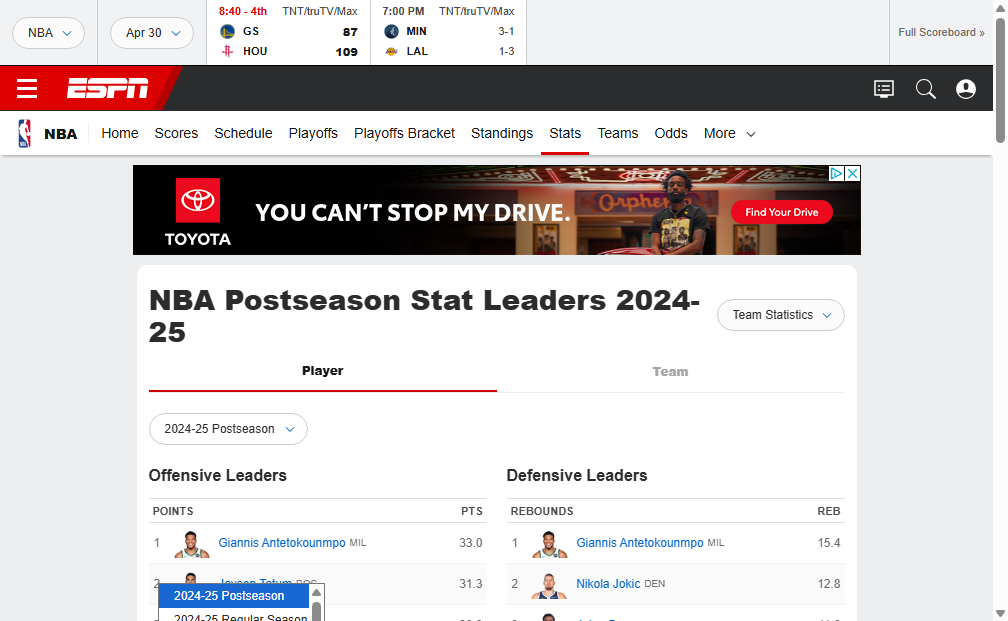 NBA
Apr 30
8:40 - 4th TNT/truTV/Max
GS 87
HOU 109
7:00 PM TNT/truTV/Max
MIN 3-1
LAL 1-3
Full Scoreboard »
ESPN
NBA Home Scores Schedule Playoffs Playoffs Bracket Standings Stats Teams Odds More
TOYOTA
YOU CAN'T STOP MY DRIVE.
Find Your Drive
NBA Postseason Stat Leaders 2024-
25
Team Statistics
Player Team
2024-25 Postseason
Offensive Leaders
POINTS PTS
1 Giannis Antetokounmpo MIL 33.0
2 Jayson Tatum BOS 31.3
2024-25 Postseason
2024-25 Regular Season
Defensive Leaders
REBOUNDS REB
1 Giannis Antetokounmpo MIL 15.4
2 Nikola Jokic DEN 12.8